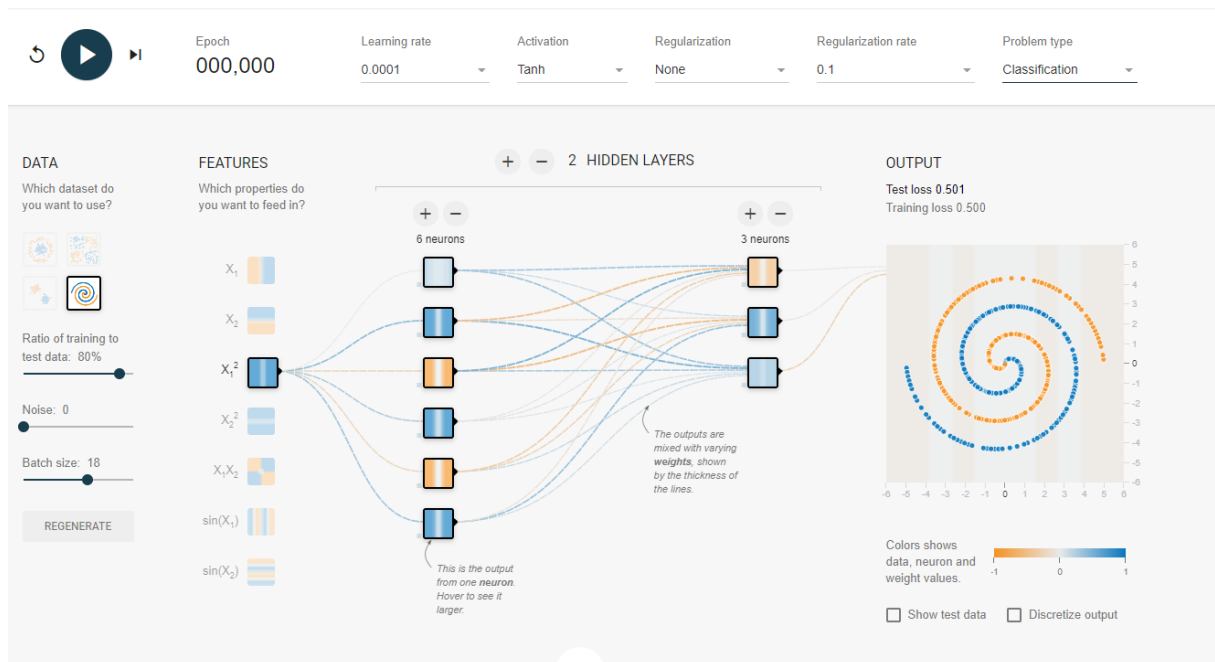 Epoch
000,000
Learning rate
0.0001
Activation
Tanh
Regularization
None
Regularization rate
0.1
Problem type
Classification
DATA
Which dataset do
you want to use?
Ratio of training to
test data: 80%
Noise: 0
Batch size: 18
REGENERATE
FEATURES
Which properties do
you want to feed in?
X₁
X₂
X₁²
X₂²
X₁X₂
sin(X₁)
sin(X₂)
+ − 2 HIDDEN LAYERS
+ −
6 neurons
+ −
3 neurons
The outputs are
mixed with varying
weights, shown
by the thickness of
the lines.
This is the output
from one neuron.
Hover to see it
larger.
OUTPUT
Test loss 0.501
Training loss 0.500
6
5
4
3
2
1
0
-1
-2
-3
-4
-5
-6
-6 -5 -4 -3 -2 -1 0 1 2 3 4 5 6
Colors shows
data, neuron and
weight values.
-1 0 1
Show test data
Discretize output